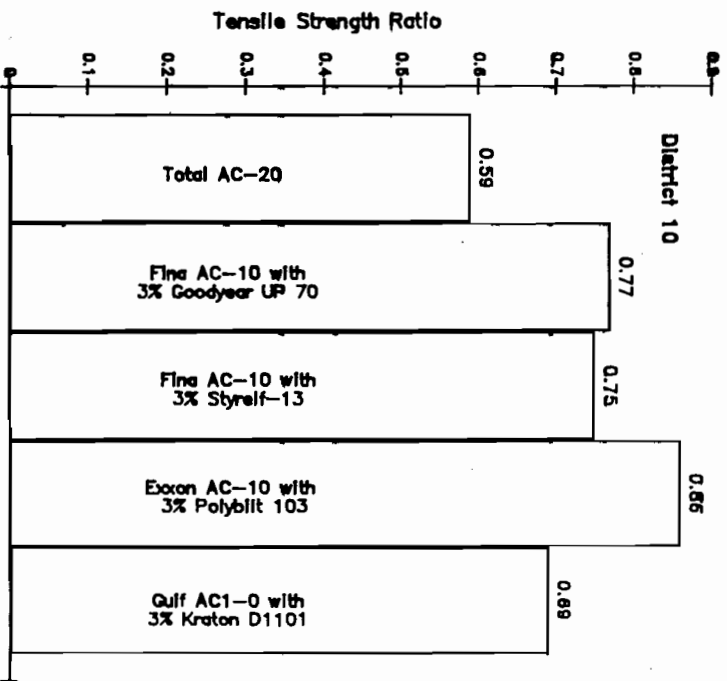 Tensile Strength Ratio
0
0.1
0.2
0.3
0.4
0.5
0.6
0.7
0.8
0.9
District 10
0.59
Total AC-20
0.77
Fina AC-10 with
3% Goodyear UP 70
0.75
Fina AC-10 with
3% Styrelf-13
0.86
Exxon AC-10 with
3% Polybilt 103
0.69
Gulf AC1-0 with
3% Kraton D1101